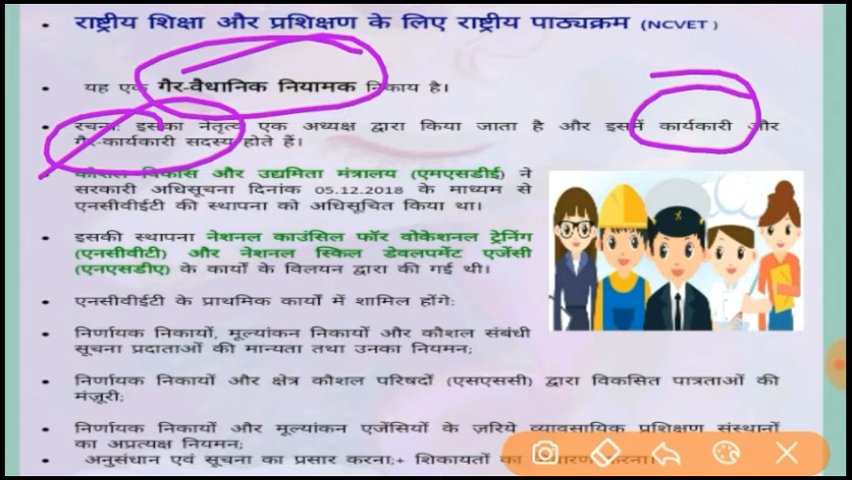 राष्ट्रीय शिक्षा और प्रशिक्षण के लिए राष्ट्रीय पाठ्यक्रम (NCVET )
यह एक गैर-वैधानिक नियामक निकाय है।
रचना: इसका नेतृत्व एक अध्यक्ष द्वारा किया जाता है और इसमें कार्यकारी और
गैर-कार्यकारी सदस्य होते हैं।
कौशल विकास और उद्यमिता मंत्रालय (एमएसडीई) ने
सरकारी अधिसूचना दिनांक 05.12.2018 के माध्यम से
एनसीवीईटी की स्थापना को अधिसूचित किया था।
इसकी स्थापना नेशनल काउंसिल फॉर वोकेशनल ट्रेनिंग
(एनसीवीटी) और नेशनल स्किल डेवलपमेंट एजेंसी
(एनएसडीए) के कार्यों के विलयन द्वारा की गई थी।
एनसीवीईटी के प्राथमिक कार्यों में शामिल होंगे:
निर्णायक निकायों, मूल्यांकन निकायों और कौशल संबंधी
सूचना प्रदाताओं की मान्यता तथा उनका नियमन;
निर्णायक निकायों और क्षेत्र कौशल परिषदों (एसएससी) द्वारा विकसित पात्रताओं की
मंजूरी;
निर्णायक निकायों और मूल्यांकन एजेंसियों के ज़रिये व्यावसायिक प्रशिक्षण संस्थानों
का अप्रत्यक्ष नियमन;
अनुसंधान एवं सूचना का प्रसार करना;+ शिकायतों का करना।